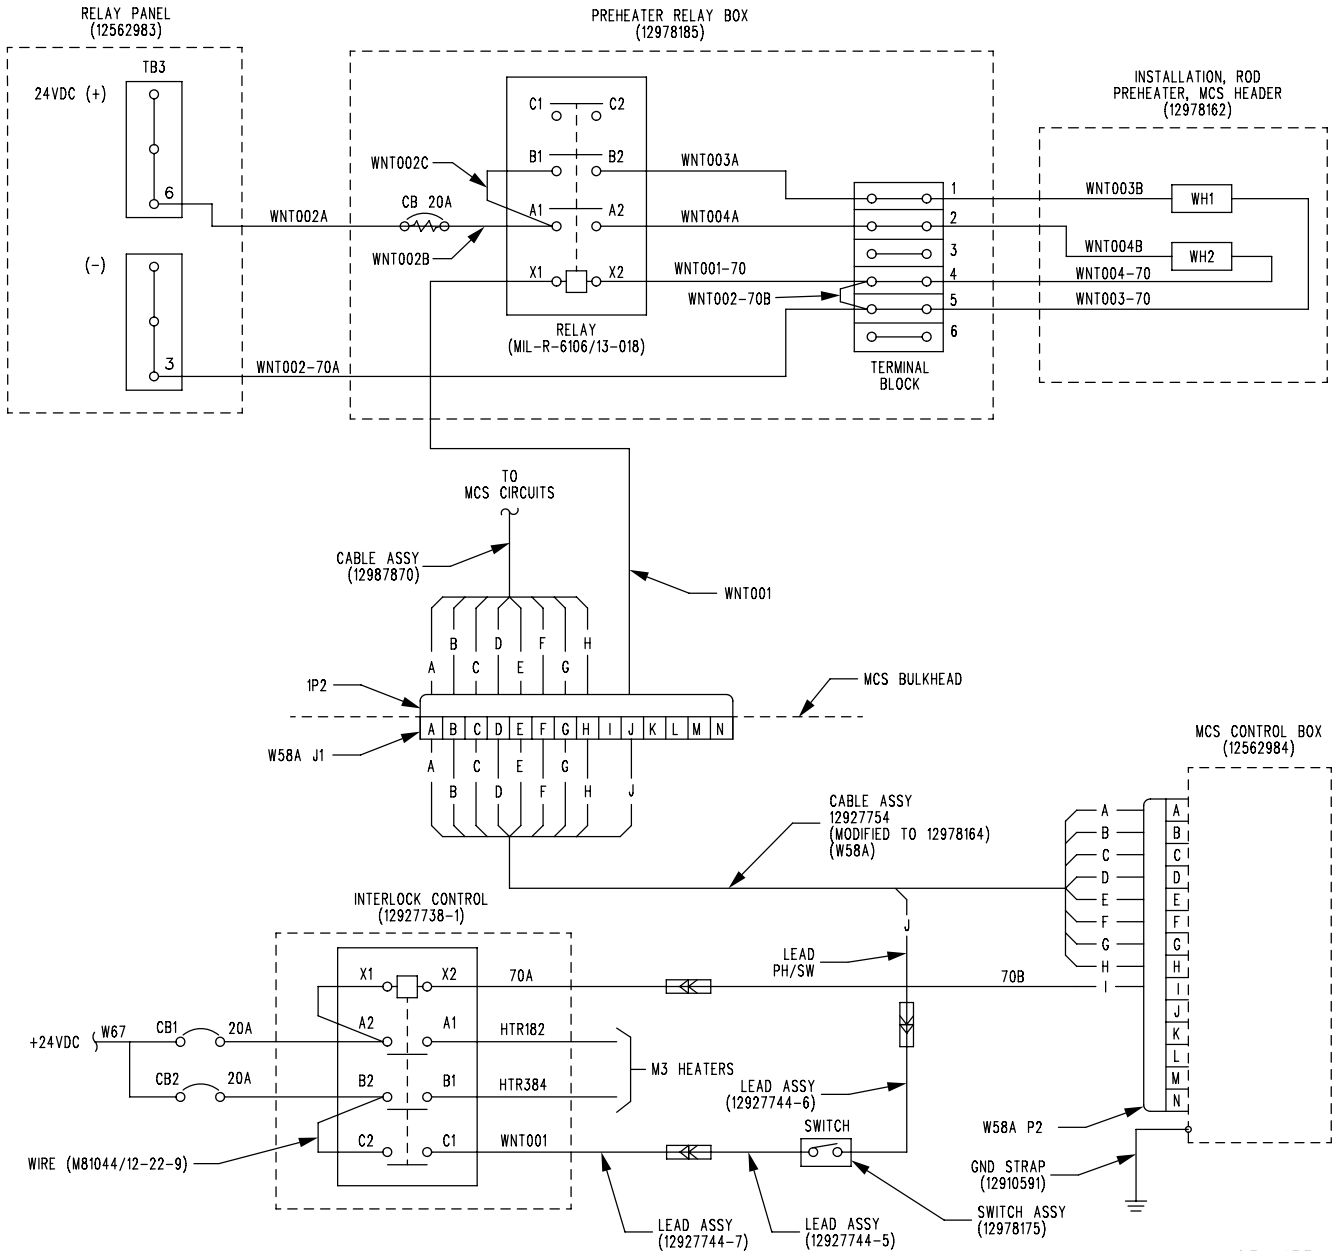 RELAY PANEL
(12562983)
TB3
24VDC (+)
6
(-)
3
WNT002A
WNT002-70A
PREHEATER RELAY BOX
(12978185)
C1
C2
B1
B2
A1
A2
X1
X2
WNT002C
CB 20A
WNT002B
WNT003A
WNT004A
WNT001-70
WNT002-70B
RELAY
(MIL-R-6106/13-018)
1
2
3
4
5
6
TERMINAL
BLOCK
INSTALLATION, ROD
PREHEATER, MCS HEADER
(12978162)
WNT003B
WH1
WNT004B
WH2
WNT004-70
WNT003-70
TO
MCS CIRCUITS
CABLE ASSY
(12987870)
WNT001
B D F H
A C E G
1P2
MCS BULKHEAD
A B C D E F G H I J K L M N
W58A J1
A C E G
B D F H J
CABLE ASSY
12927754
(MODIFIED TO 12978164)
(W58A)
MCS CONTROL BOX
(12562984)
A A
B B
C C
D D
E E
F F
G G
H H
I I
J
K
L
M
N
W58A P2
GND STRAP
(12910591)
INTERLOCK CONTROL
(12927738-1)
X1
X2
70A
70B
J
LEAD
PH/SW
A2
A1
HTR182
+24VDC
W67
CB1
20A
CB2
20A
B2
B1
HTR384
M3 HEATERS
C2
C1
WNT001
WIRE (M81044/12-22-9)
LEAD ASSY
(12927744-6)
SWITCH
LEAD ASSY
(12927744-7)
LEAD ASSY
(12927744-5)
SWITCH ASSY
(12978175)